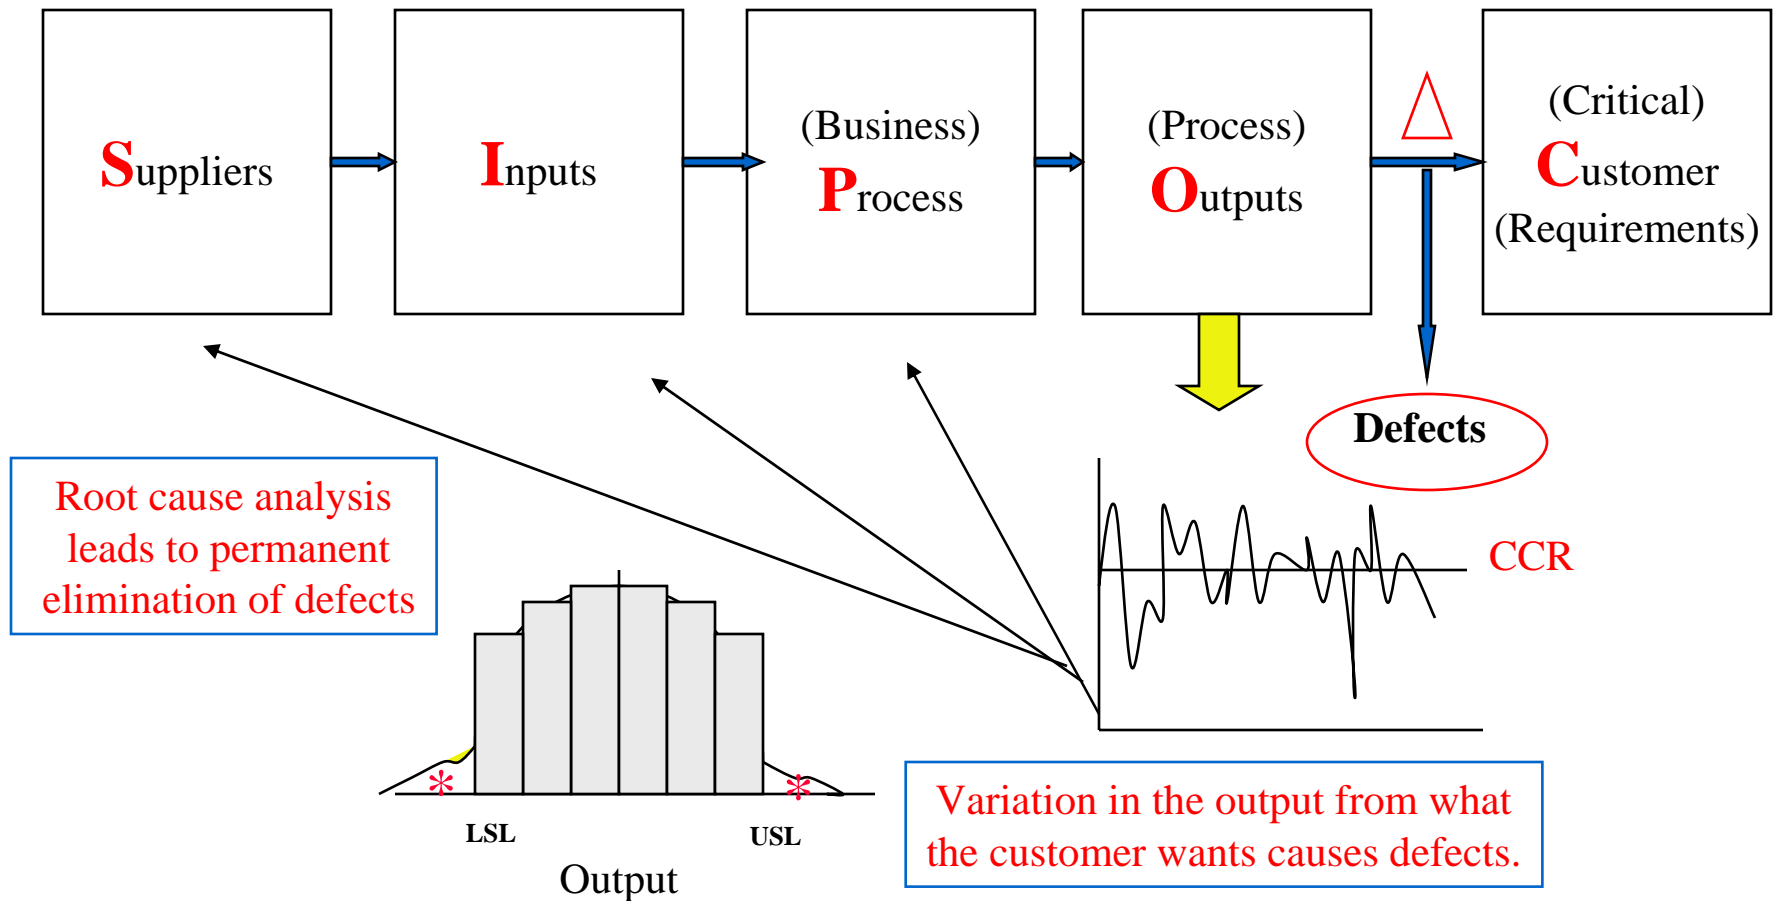 Suppliers
Inputs
(Business)
Process
(Process)
Outputs
(Critical)
Customer
(Requirements)
Defects
Root cause analysis
leads to permanent
elimination of defects
CCR
LSL
USL
Output
Variation in the output from what
the customer wants causes defects.